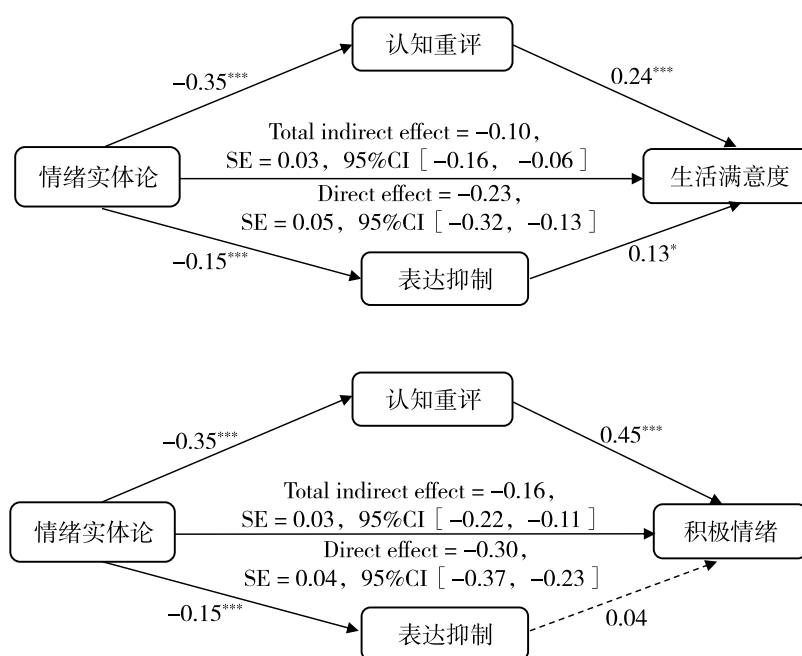 认知重评
-0.35***
0.24***
Total indirect effect = -0.10,
SE = 0.03, 95%CI [ -0.16, -0.06 ]
情绪实体论
生活满意度
Direct effect = -0.23,
SE = 0.05, 95%CI [ -0.32, -0.13 ]
-0.15***
0.13*
表达抑制
认知重评
-0.35***
0.45***
Total indirect effect = -0.16,
SE = 0.03, 95%CI [ -0.22, -0.11 ]
情绪实体论
积极情绪
Direct effect = -0.30,
SE = 0.04, 95%CI [ -0.37, -0.23 ]
-0.15***
0.04
表达抑制